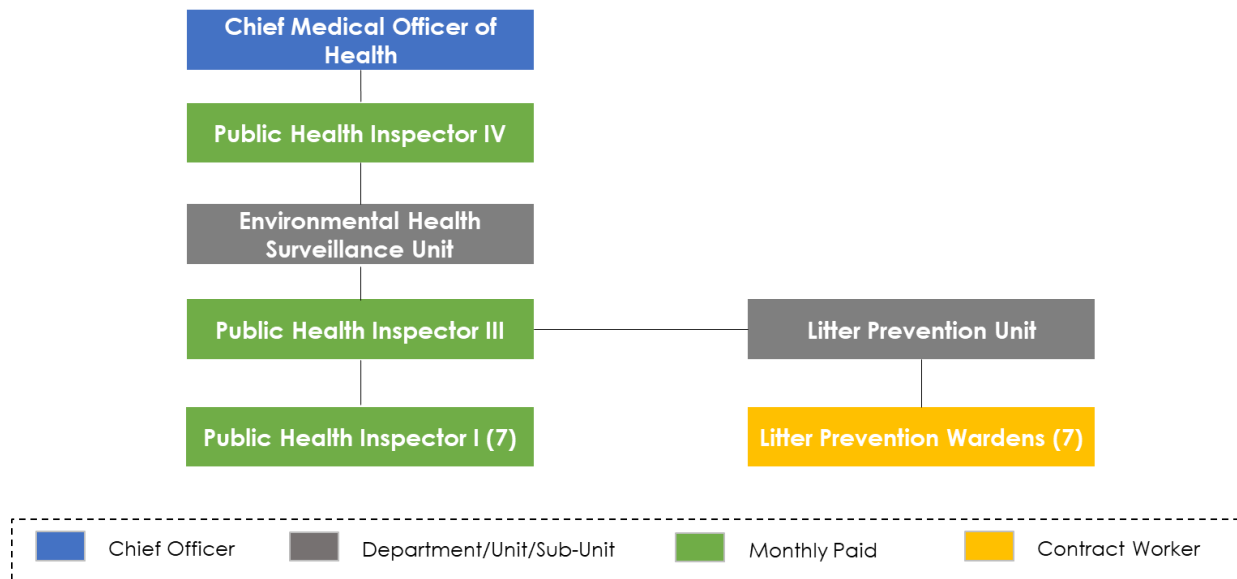 Chief Medical Officer of
Health
Public Health Inspector IV
Environmental Health
Surveillance Unit
Public Health Inspector III
Litter Prevention Unit
Public Health Inspector I (7)
Litter Prevention Wardens (7)
Chief Officer
Department/Unit/Sub-Unit
Monthly Paid
Contract Worker